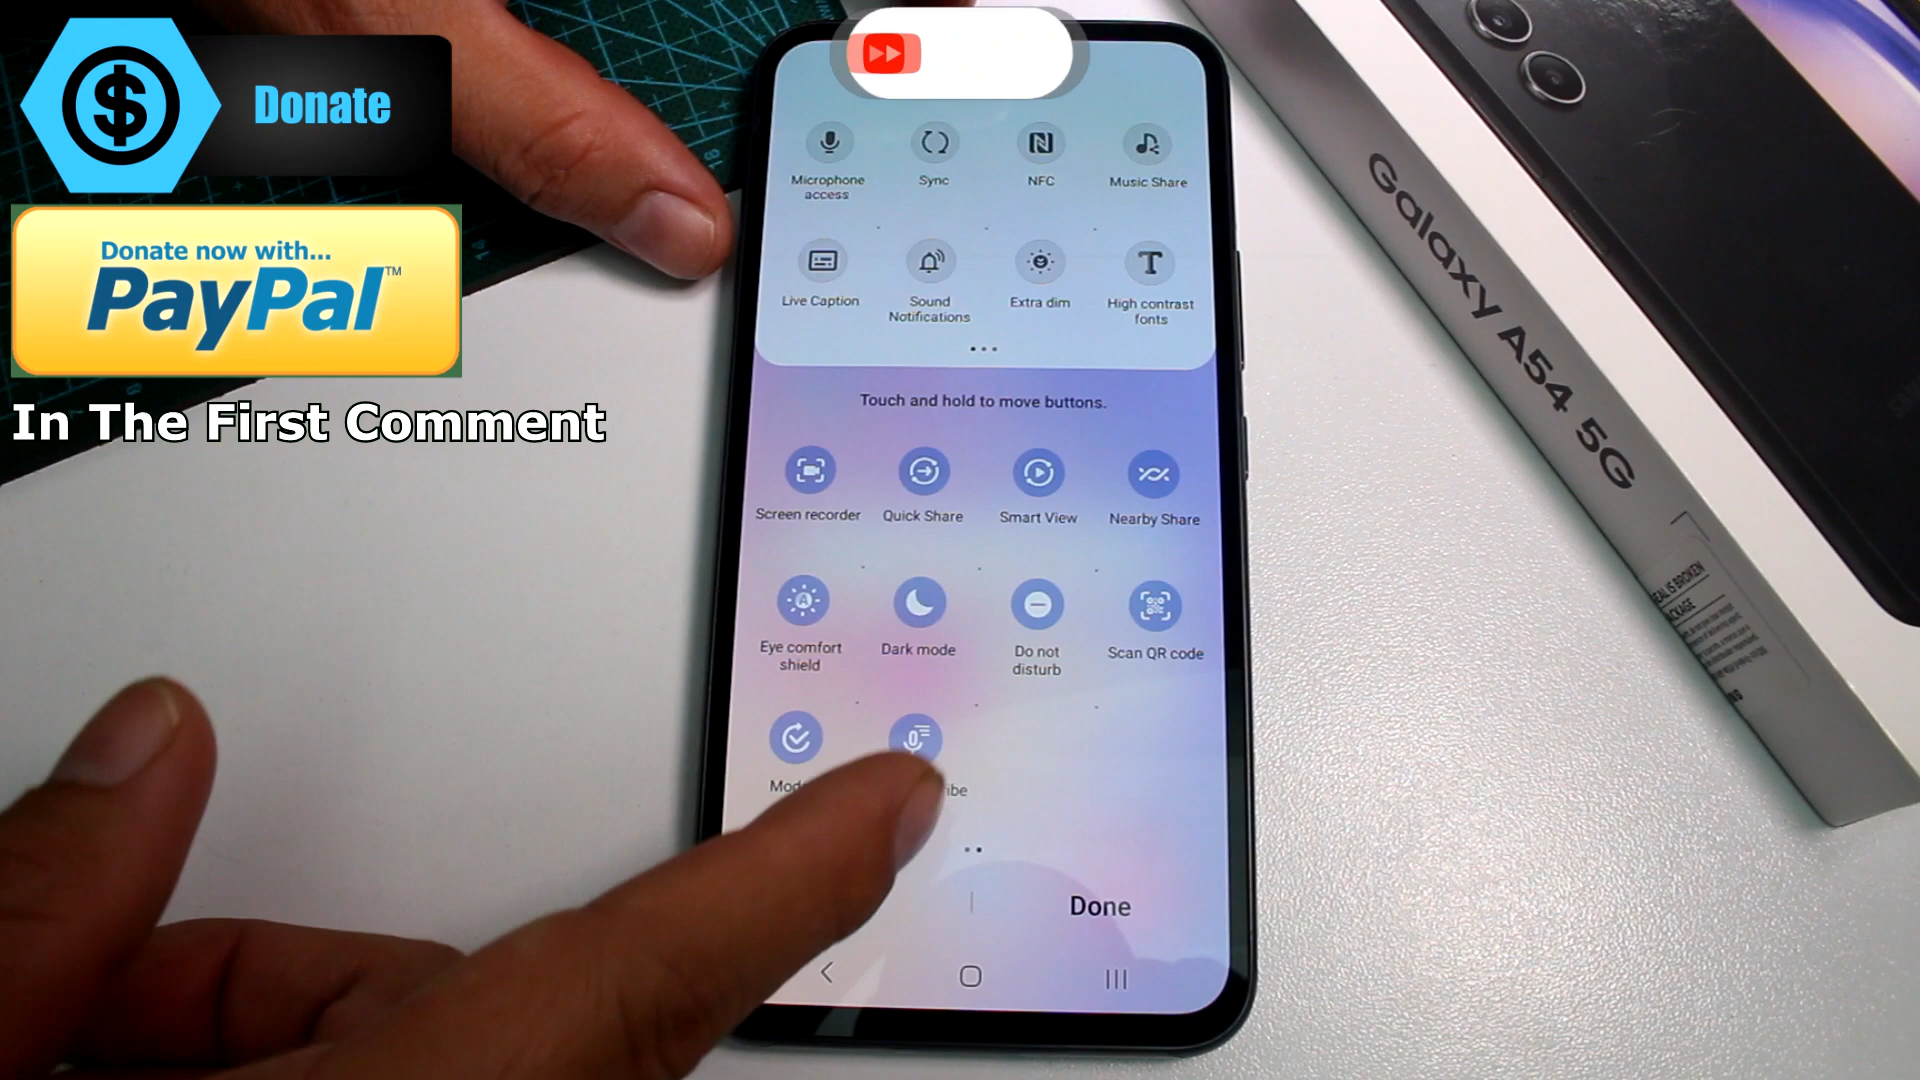 Donate
Donate now with...
PayPal™
In The First Comment
Microphone access
Sync
NFC
Music Share
Live Caption
Sound Notifications
Extra dim
High contrast fonts
Touch and hold to move buttons.
Screen recorder
Quick Share
Smart View
Nearby Share
Eye comfort shield
Dark mode
Do not disturb
Scan QR code
Done
Galaxy A54 5G